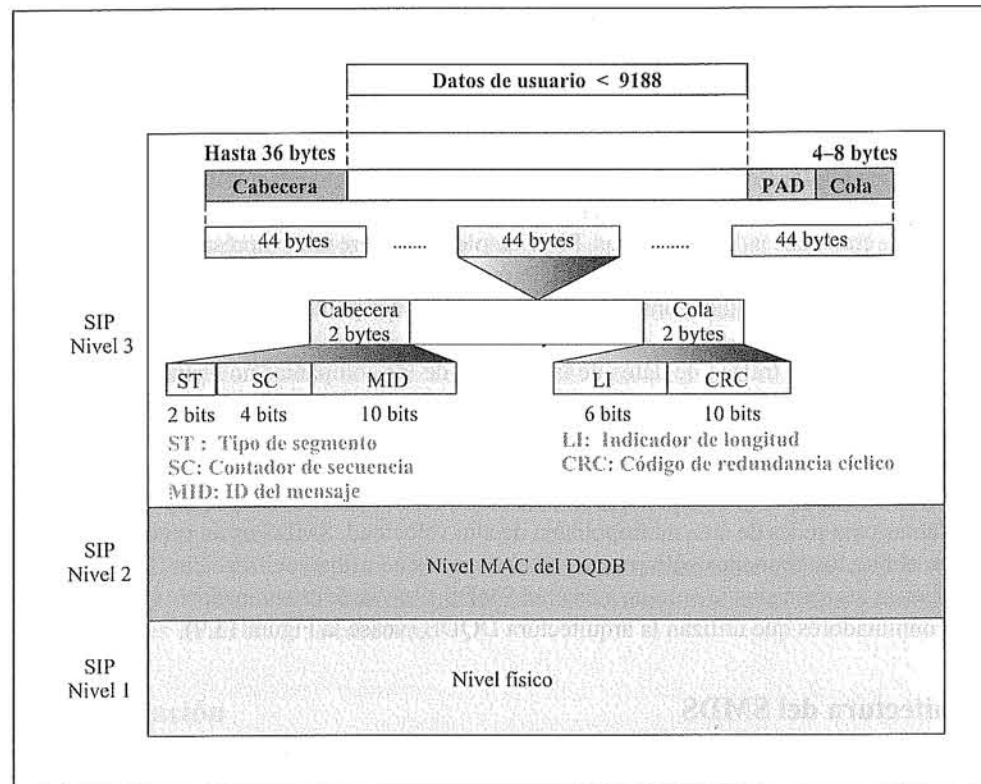 Datos de usuario < 9188
Hasta 36 bytes
4–8 bytes
Cabecera
PAD
Cola
44 bytes
........
44 bytes
........
44 bytes
SIP
Nivel 3
Cabecera
2 bytes
Cola
2 bytes
ST
SC
MID
LI
CRC
2 bits
4 bits
10 bits
6 bits
10 bits
ST : Tipo de segmento
SC: Contador de secuencia
MID: ID del mensaje
LI: Indicador de longitud
CRC: Código de redundancia cíclico
SIP
Nivel 2
Nivel MAC del DQDB
SIP
Nivel 1
Nivel físico